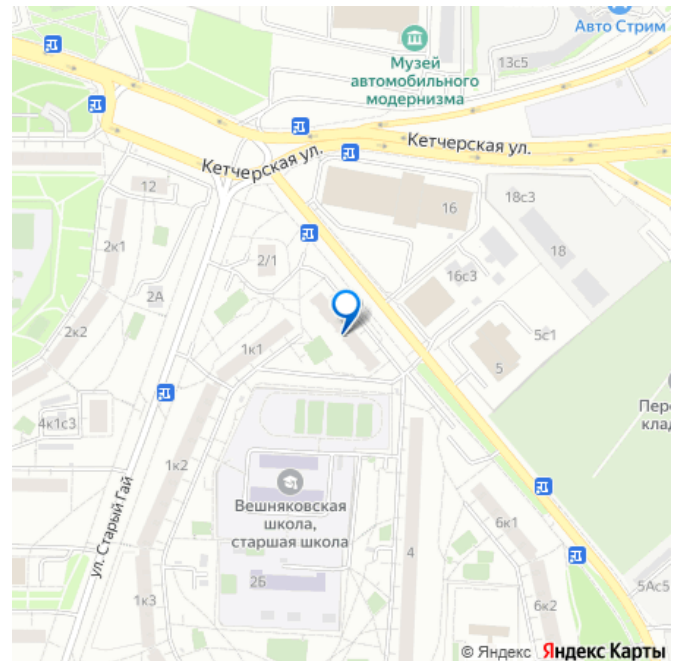 Авто Стрим
Музей
автомобильного
модернизма
13с5
Кетчерская ул.
Кетчерская ул.
12
16
18с3
2к1
18
2/1
16с3
2А
2к2
1к1
5с1
5
Пере
клад
4к1с3
1к2
ул. Старый Гай
Вешняковская
школа,
старшая школа
6к1
4
2Б
5Ас5
1к3
6к2
© Яндекс Яндекс Карты